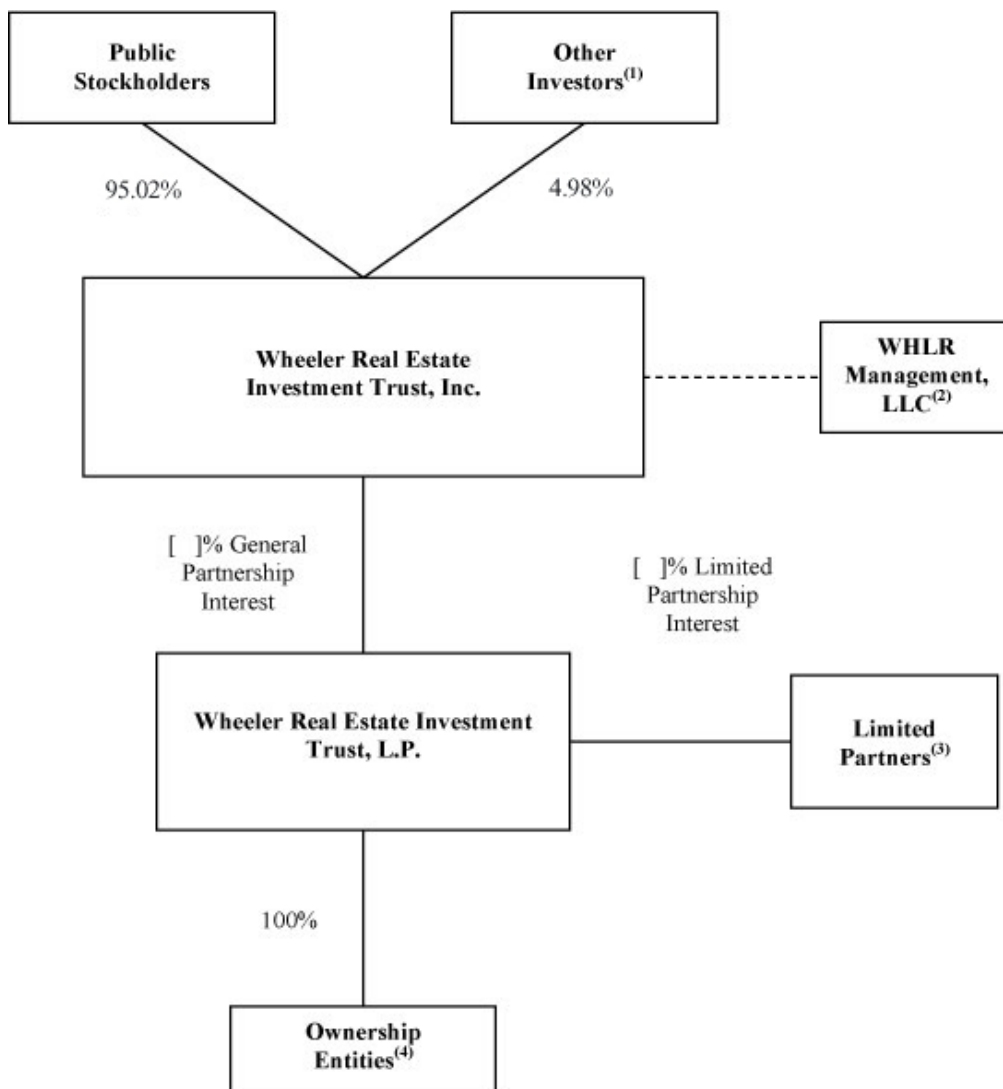 Public
Stockholders
Other
Investors(1)
95.02%
4.98%
Wheeler Real Estate
Investment Trust, Inc.
WHLR
Management,
LLC(2)
[   ]% General
Partnership
Interest
[   ]% Limited
Partnership
Interest
Wheeler Real Estate Investment
Trust, L.P.
Limited
Partners(3)
100%
Ownership
Entities(4)